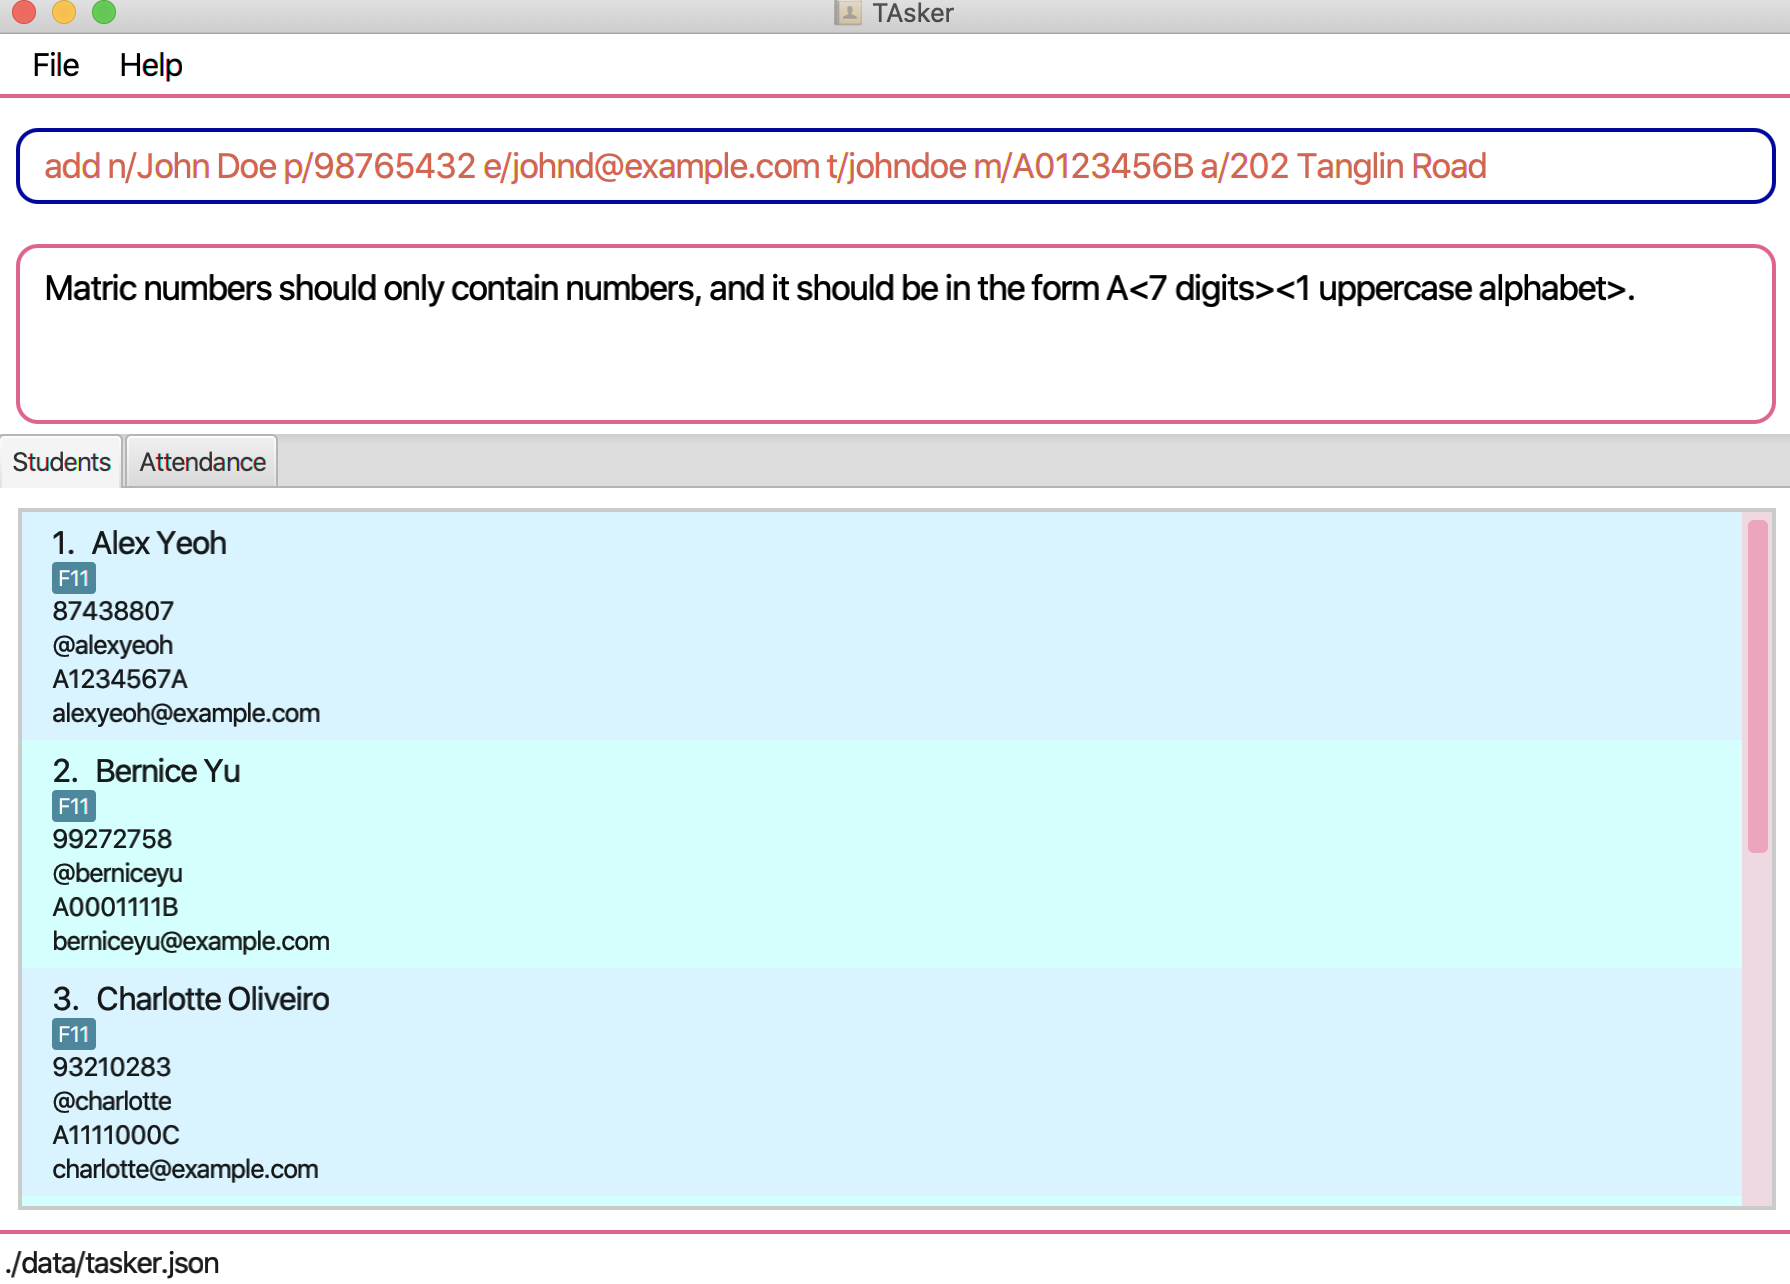 TAsker
File Help
add n/John Doe p/98765432 e/johnd@example.com t/johndoe m/A0123456B a/202 Tanglin Road
Matric numbers should only contain numbers, and it should be in the form A<7 digits><1 uppercase alphabet>.
Students Attendance
1. Alex Yeoh
F11
87438807
@alexyeoh
A1234567A
alexyeoh@example.com
2. Bernice Yu
F11
99272758
@berniceyu
A0001111B
berniceyu@example.com
3. Charlotte Oliveiro
F11
93210283
@charlotte
A1111000C
charlotte@example.com
./data/tasker.json